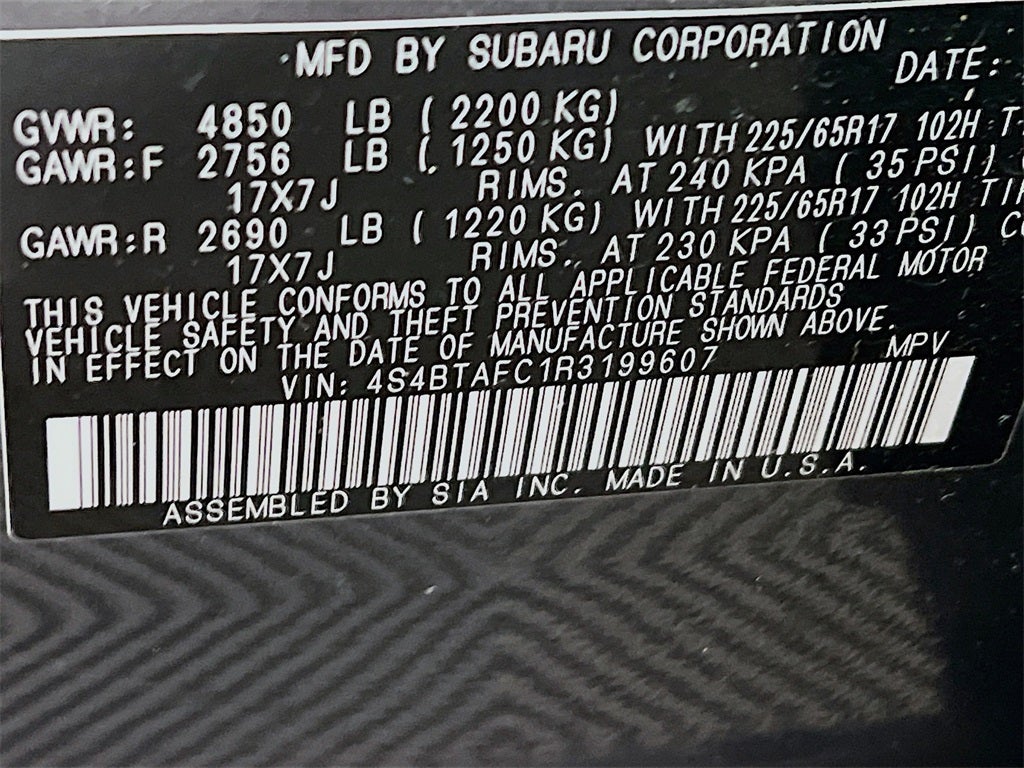 MFD BY SUBARU CORPORATION
DATE:
GVWR: 4850 LB ( 2200 KG)
GAWR:F 2756 LB ( 1250 KG) WITH 225/65R17 102H
17X7J RIMS. AT 240 KPA ( 35 PSI)
GAWR:R 2690 LB ( 1220 KG) WITH 225/65R17 102H
17X7J RIMS. AT 230 KPA ( 33 PSI)
THIS VEHICLE CONFORMS TO ALL APPLICABLE FEDERAL MOTOR
VEHICLE SAFETY AND THEFT PREVENTION STANDARDS
IN EFFECT ON THE DATE OF MANUFACTURE SHOWN ABOVE.
VIN: 4S4BTAFC1R3199607 MPV
ASSEMBLED BY SIA INC. MADE IN U.S.A.